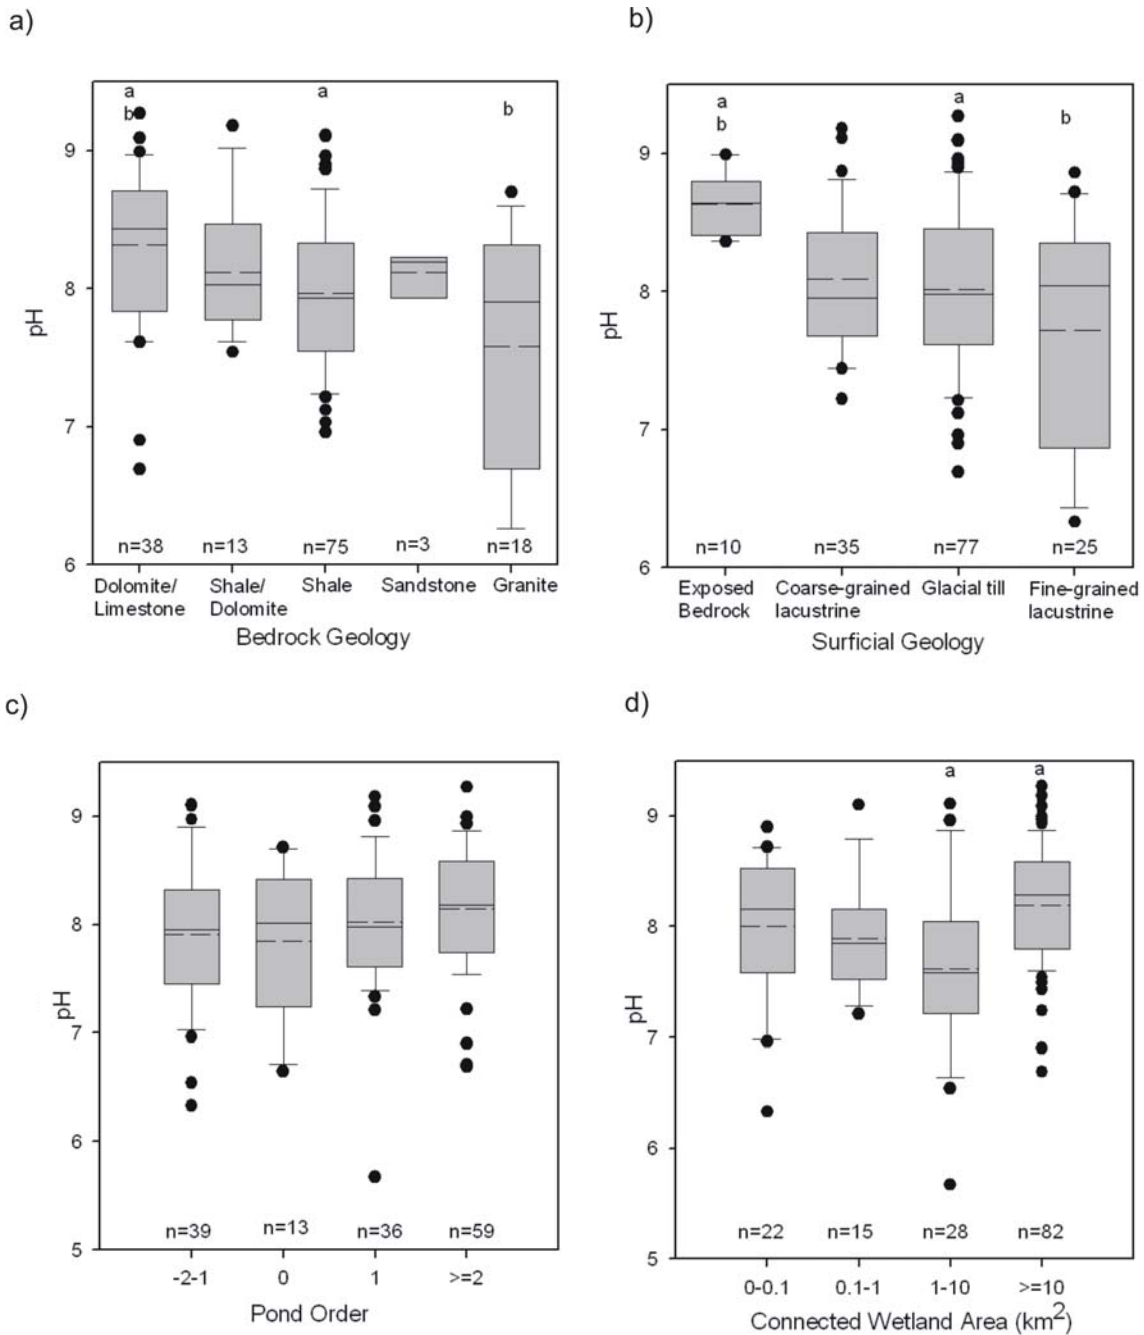 a)
a
b
a
b
9
8
7
6
pH
n=38
n=13
n=75
n=3
n=18
Dolomite/
Limestone
Shale/
Dolomite
Shale
Sandstone
Granite
Bedrock Geology
b)
a
b
a
b
9
8
7
6
pH
n=10
n=35
n=77
n=25
Exposed
Bedrock
Coarse-grained
lacustrine
Glacial till
Fine-grained
lacustrine
Surficial Geology
c)
9
8
7
6
5
pH
n=39
n=13
n=36
n=59
-2-1
0
1
>=2
Pond Order
d)
a
a
9
8
7
6
5
pH
n=22
n=15
n=28
n=82
0-0.1
0.1-1
1-10
>=10
Connected Wetland Area (km²)